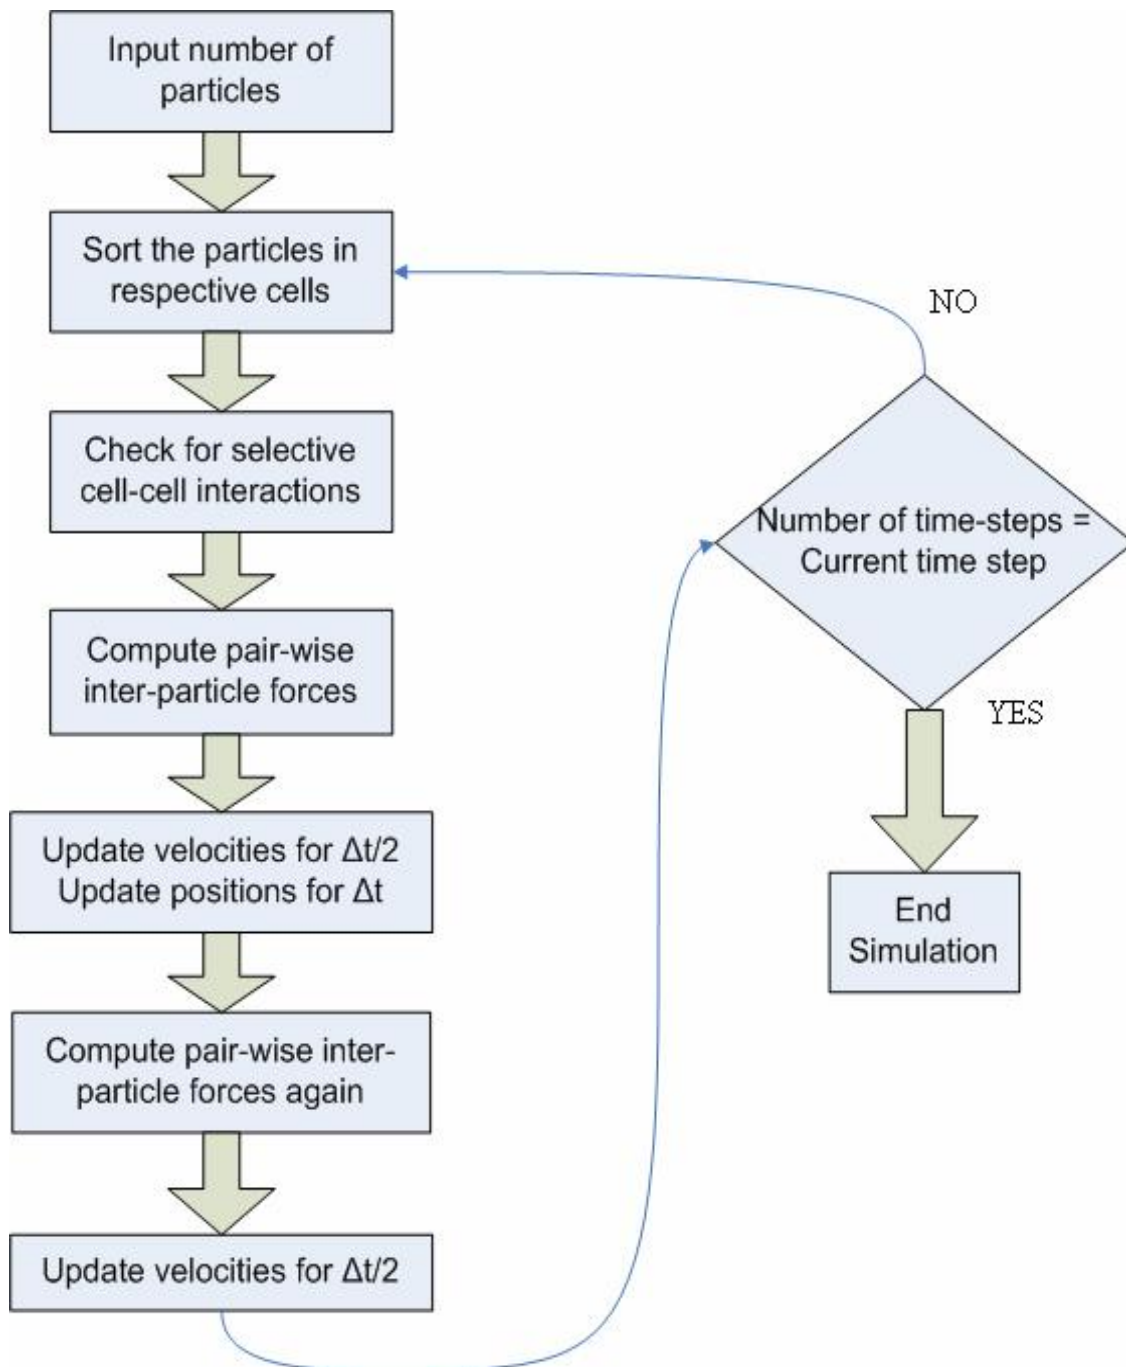 Input number of
particles
Sort the particles in
respective cells
Check for selective
cell-cell interactions
Compute pair-wise
inter-particle forces
Update velocities for Δt/2
Update positions for Δt
Compute pair-wise inter-
particle forces again
Update velocities for Δt/2
NO
Number of time-steps =
Current time step
YES
End
Simulation